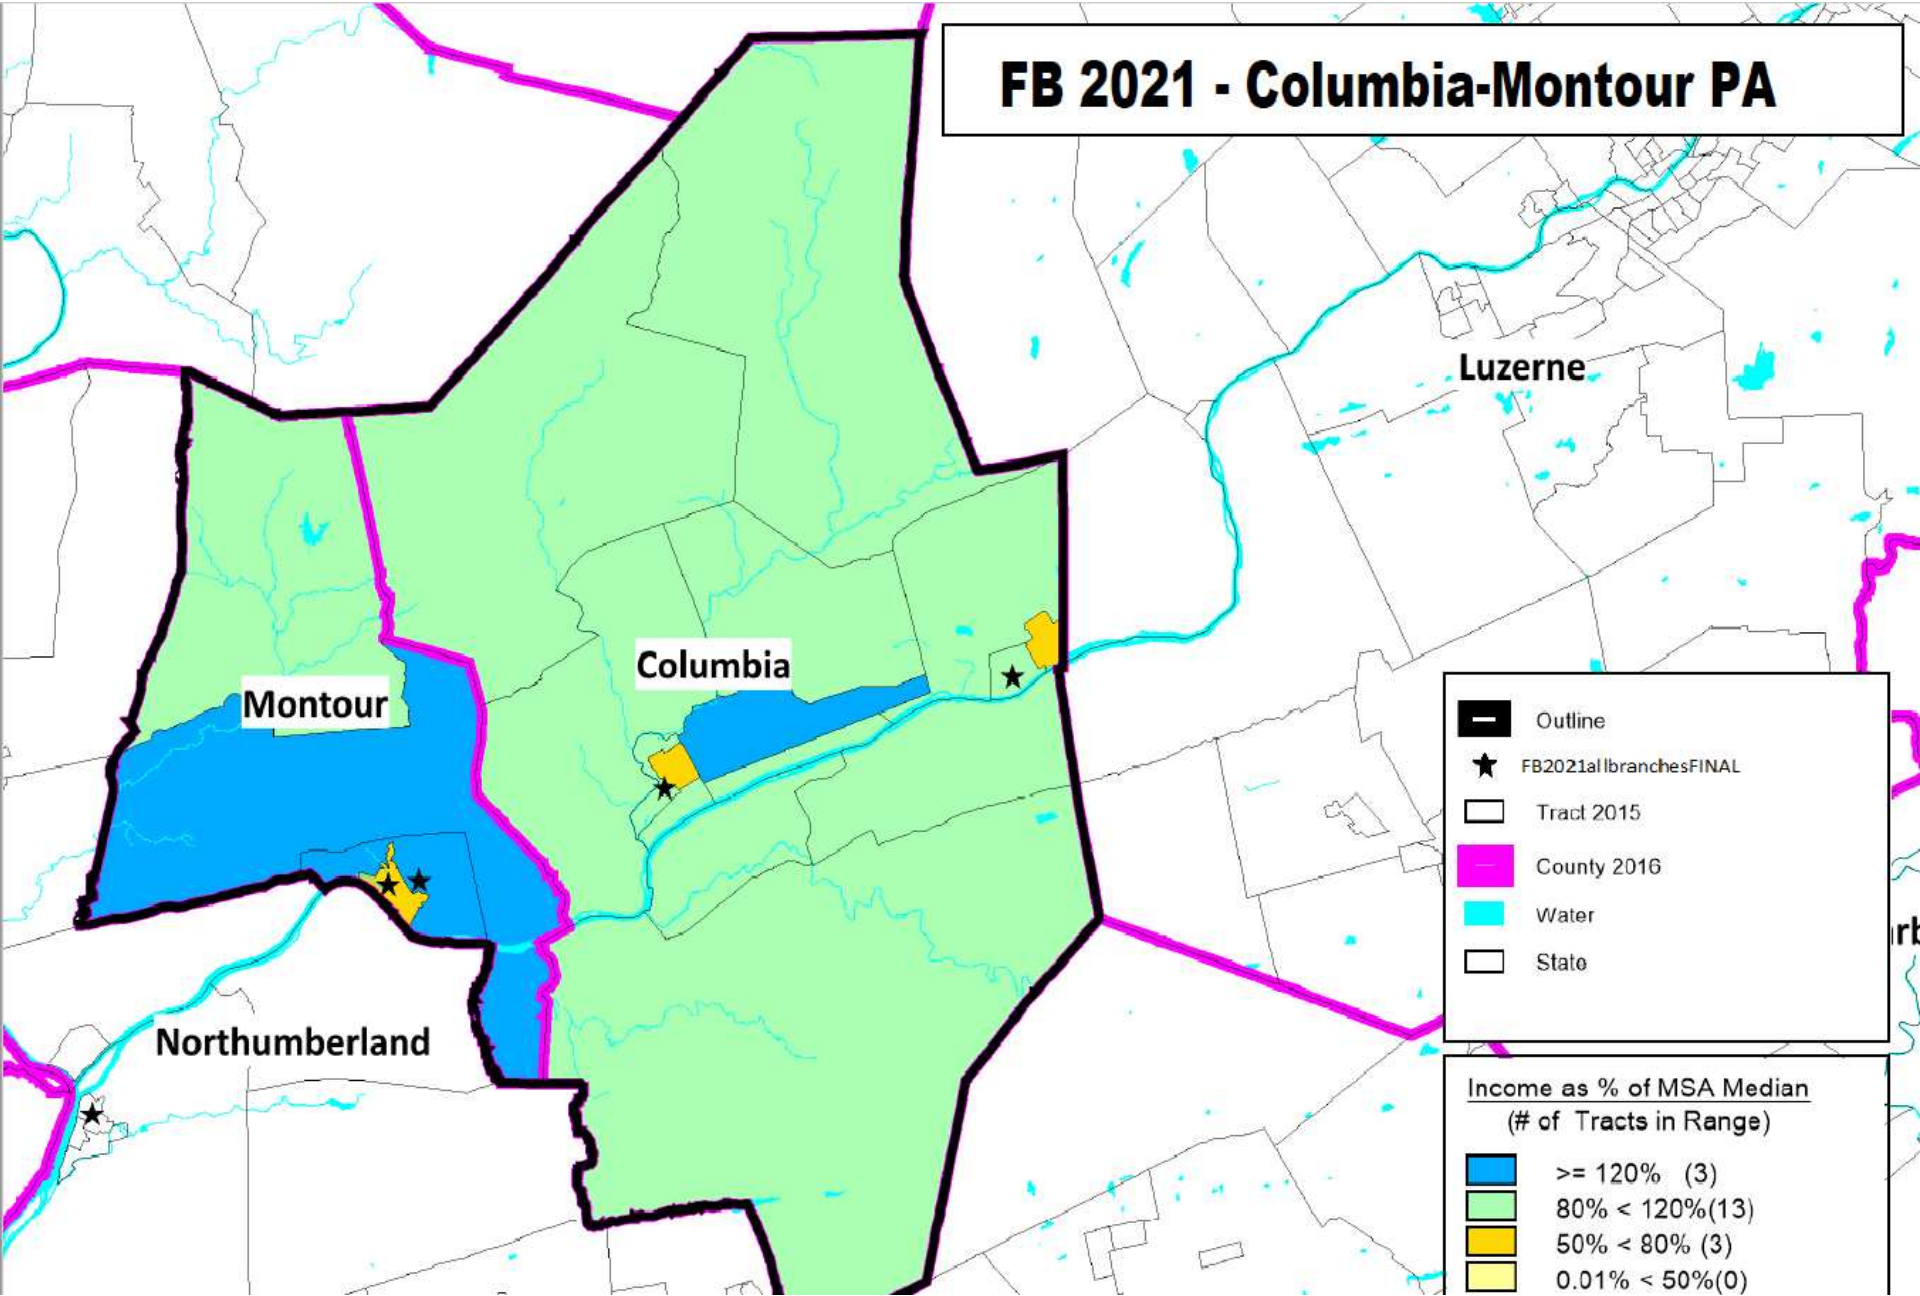 FB 2021 - Columbia-Montour PA
Luzerne
Columbia
Montour
Northumberland
Outline
FB2021allbranchesFINAL
Tract 2015
County 2016
Water
State
Income as % of MSA Median
(# of Tracts in Range)
>= 120% (3)
80% < 120%(13)
50% < 80% (3)
0.01% < 50%(0)